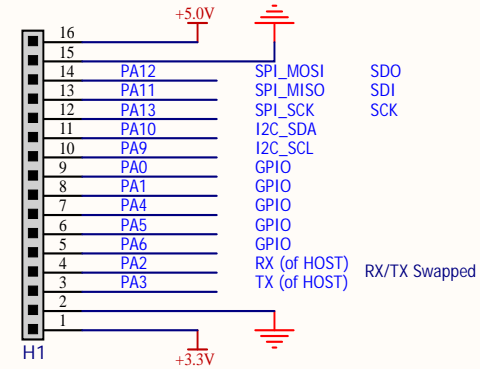 +5.0V
16
15
14 PA12 SPI_MOSI SDO
13 PA11 SPI_MISO SDI
12 PA13 SPI_SCK SCK
11 PA10 I2C_SDA
10 PA9 I2C_SCL
9 PA0 GPIO
8 PA1 GPIO
7 PA4 GPIO
6 PA5 GPIO
5 PA6 GPIO
4 PA2 RX (of HOST)
RX/TX Swapped
3 PA3 TX (of HOST)
2
1
H1
+3.3V